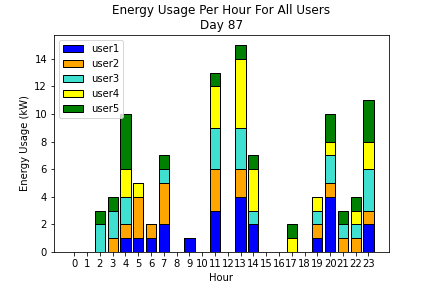 Energy Usage Per Hour For All Users
Day 87
user1
user2
user3
user4
user5
Energy Usage (kW)
14
12
10
8
6
4
2
0
0 1 2 3 4 5 6 7 8 9 10 11 12 13 14 15 16 17 18 19 20 21 22 23
Hour